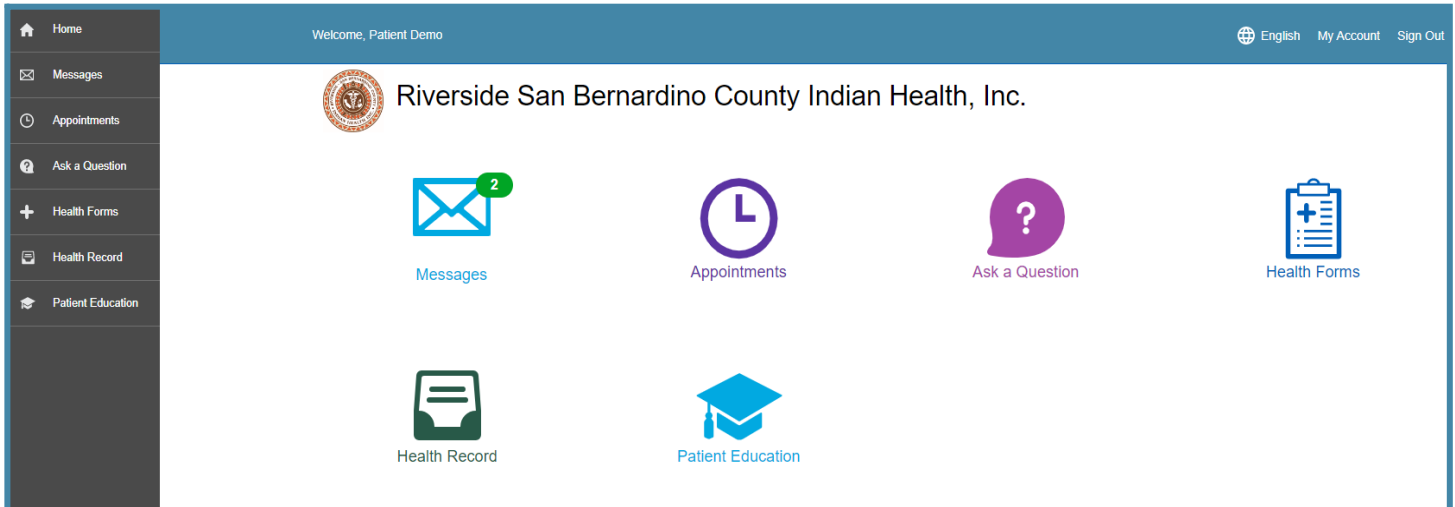 Home
Messages
Appointments
Ask a Question
Health Forms
Health Record
Patient Education
Welcome, Patient Demo
English My Account Sign Out
Riverside San Bernardino County Indian Health, Inc.
2
Messages
Appointments
?
Ask a Question
Health Forms
Health Record
Patient Education